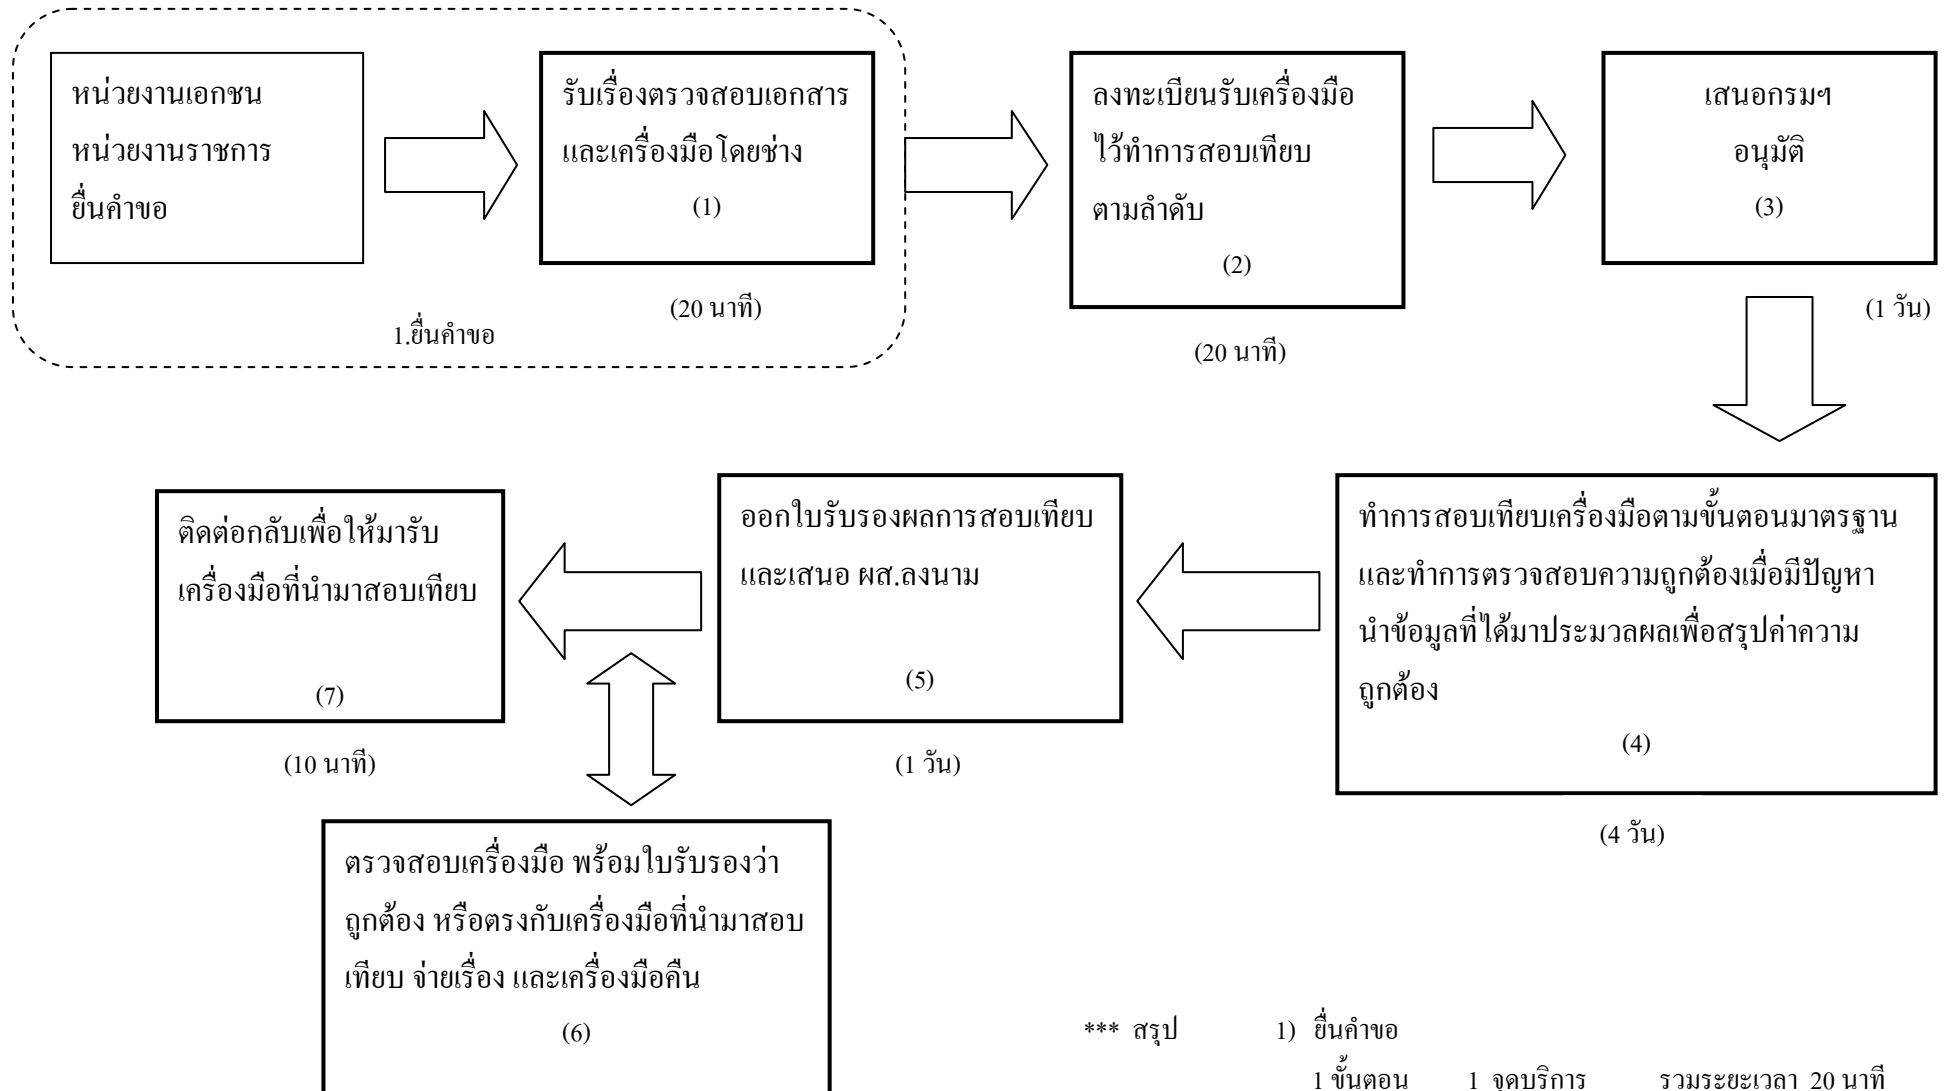 หน่วยงานเอกชน
หน่วยงานราชการ
ยื่นคำขอ
รับเรื่องตรวจสอบเอกสาร
และเครื่องมือโดยช่าง
(1)
(20 นาที)
1.ยื่นคำขอ
ลงทะเบียนรับเครื่องมือ
ไว้ทำการสอบเทียบ
ตามลำดับ
(2)
(20 นาที)
เสนอกรมฯ
อนุมัติ
(3)
(1 วัน)
ทำการสอบเทียบเครื่องมือตามขั้นตอนมาตรฐาน
และทำการตรวจสอบความถูกต้องเมื่อมีปัญหา
นำข้อมูลที่ได้มาประมวลผลเพื่อสรุปค่าความ
ถูกต้อง
(4)
(4 วัน)
ออกใบรับรองผลการสอบเทียบ
และเสนอ ผส.ลงนาม
(5)
(1 วัน)
ติดต่อกลับเพื่อให้มารับ
เครื่องมือที่นำมาสอบเทียบ
(7)
(10 นาที)
ตรวจสอบเครื่องมือ พร้อมใบรับรองว่า
ถูกต้อง หรือตรงกับเครื่องมือที่นำมาสอบ
เทียบ จ่ายเรื่อง และเครื่องมือคืน
(6)
*** สรุป 1) ยื่นคำขอ
1 ขั้นตอน 1 จุดบริการ รวมระยะเวลา 20 นาที